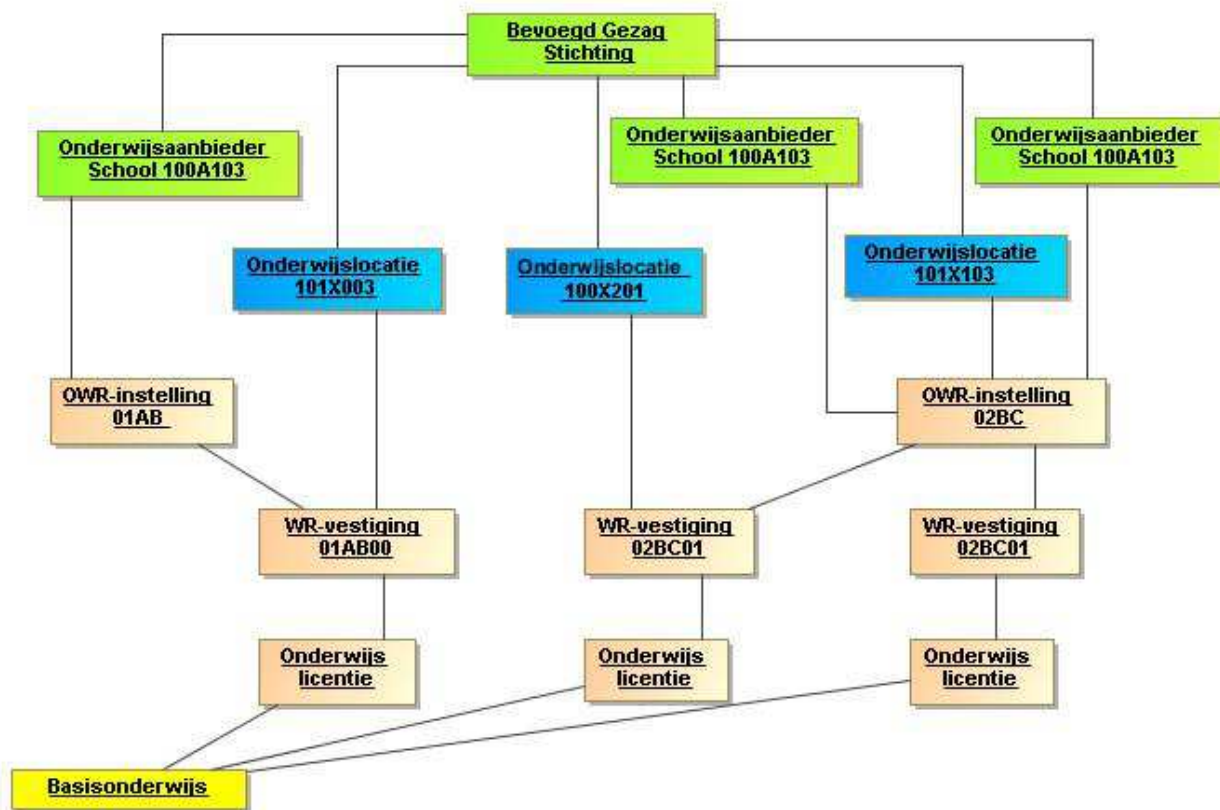 Bevoegd Gezag
Stichting
Onderwijsaanbieder
School 100A103
Onderwijsaanbieder
School 100A103
Onderwijsaanbieder
School 100A103
Onderwijslocatie
101X003
Onderwijslocatie
100X201
Onderwijslocatie
101X103
OWR-instelling
01AB
OWR-instelling
02BC
WR-vestiging
01AB00
WR-vestiging
02BC01
WR-vestiging
02BC01
Onderwijs
licentie
Onderwijs
licentie
Onderwijs
licentie
Basisonderwijs